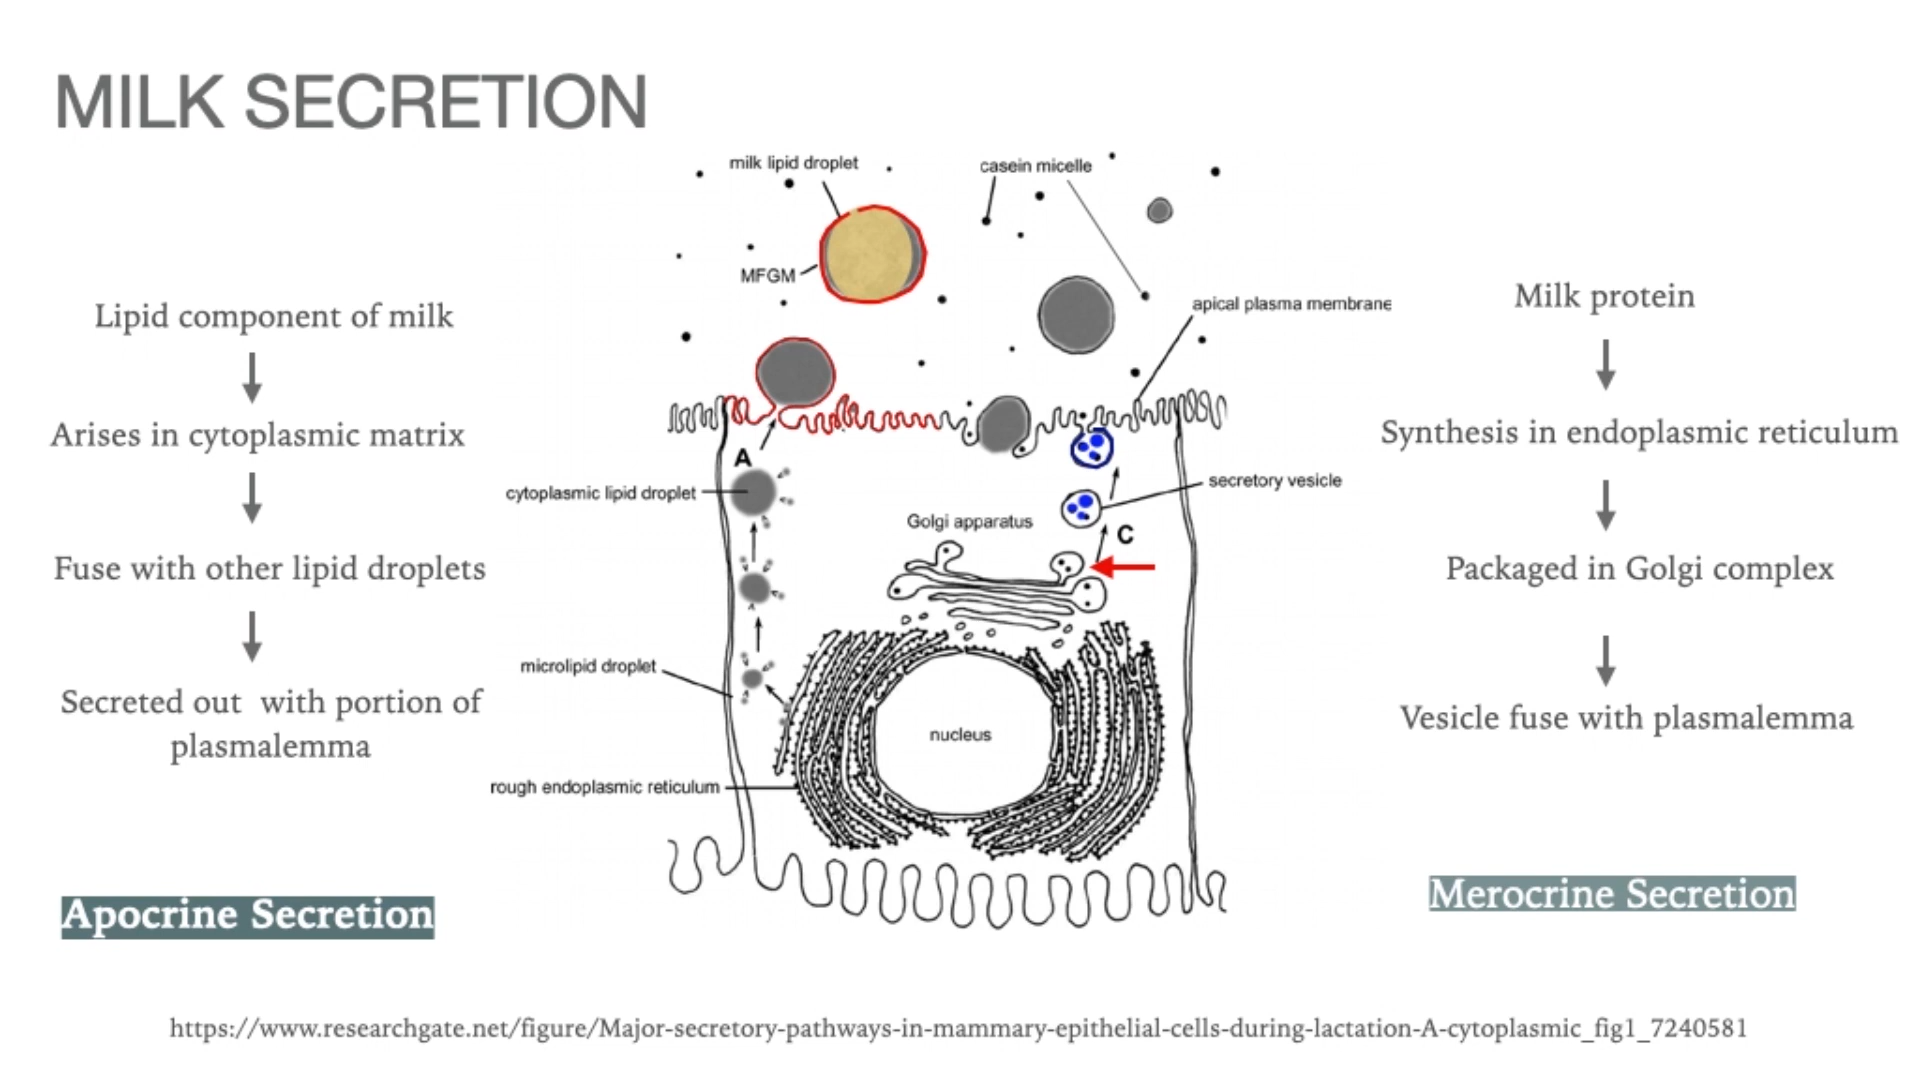 MILK SECRETION
milk lipid droplet
casein micelle
MFGM
apical plasma membrane
A
cytoplasmic lipid droplet
secretory vesicle
Golgi apparatus
C
microlipid droplet
nucleus
rough endoplasmic reticulum
Lipid component of milk
Arises in cytoplasmic matrix
Fuse with other lipid droplets
Secreted out with portion of
plasmalemma
Apocrine Secretion
Milk protein
Synthesis in endoplasmic reticulum
Packaged in Golgi complex
Vesicle fuse with plasmalemma
Merocrine Secretion
https://www.researchgate.net/figure/Major-secretory-pathways-in-mammary-epithelial-cells-during-lactation-A-cytoplasmic_fig1_7240581